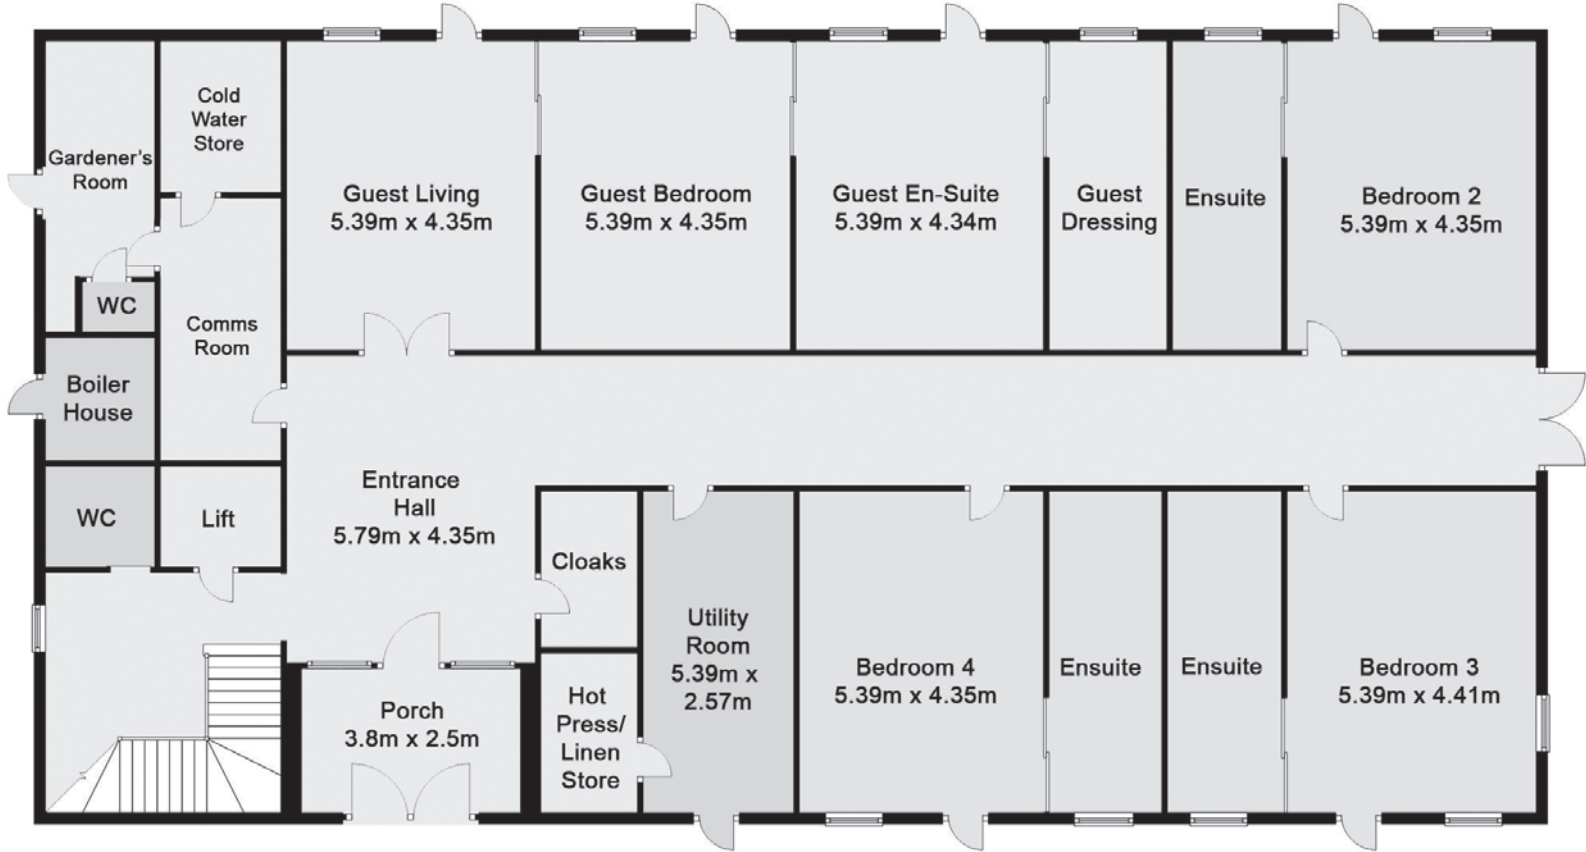 Cold
Water
Store
Gardener's
Room
Guest Living
5.39m x 4.35m
Guest Bedroom
5.39m x 4.35m
Guest En-Suite
5.39m x 4.34m
Guest
Dressing
Ensuite
Bedroom 2
5.39m x 4.35m
WC
Comms
Room
Boiler
House
WC
Lift
Entrance
Hall
5.79m x 4.35m
Cloaks
Utility
Room
5.39m x
2.57m
Bedroom 4
5.39m x 4.35m
Ensuite
Ensuite
Bedroom 3
5.39m x 4.41m
Porch
3.8m x 2.5m
Hot
Press/
Linen
Store